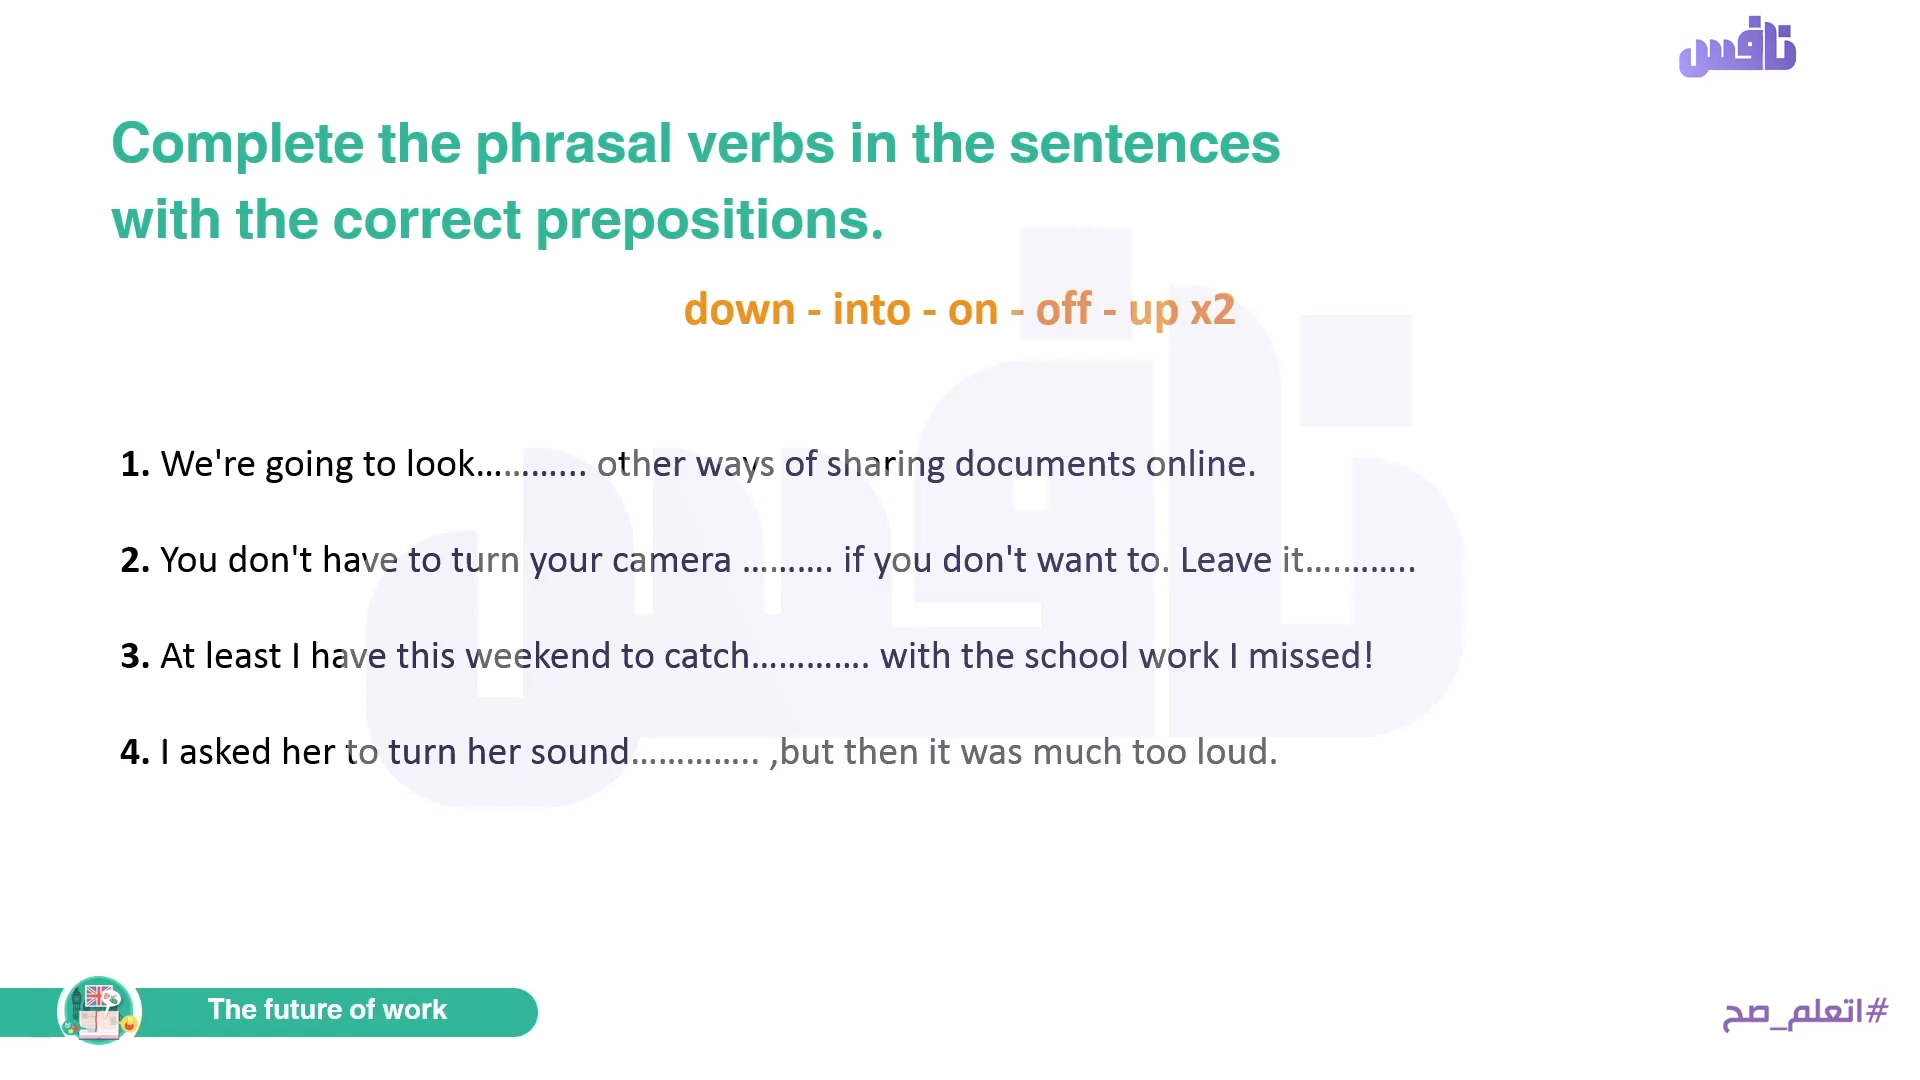 نافس
Complete the phrasal verbs in the sentences
with the correct prepositions.
down - into - on - off - up x2
1. We're going to look............ other ways of sharing documents online.
2. You don't have to turn your camera .......... if you don't want to. Leave it............
3. At least I have this weekend to catch............. with the school work I missed!
4. I asked her to turn her sound.............. ,but then it was much too loud.
The future of work
#اتعلم_صح